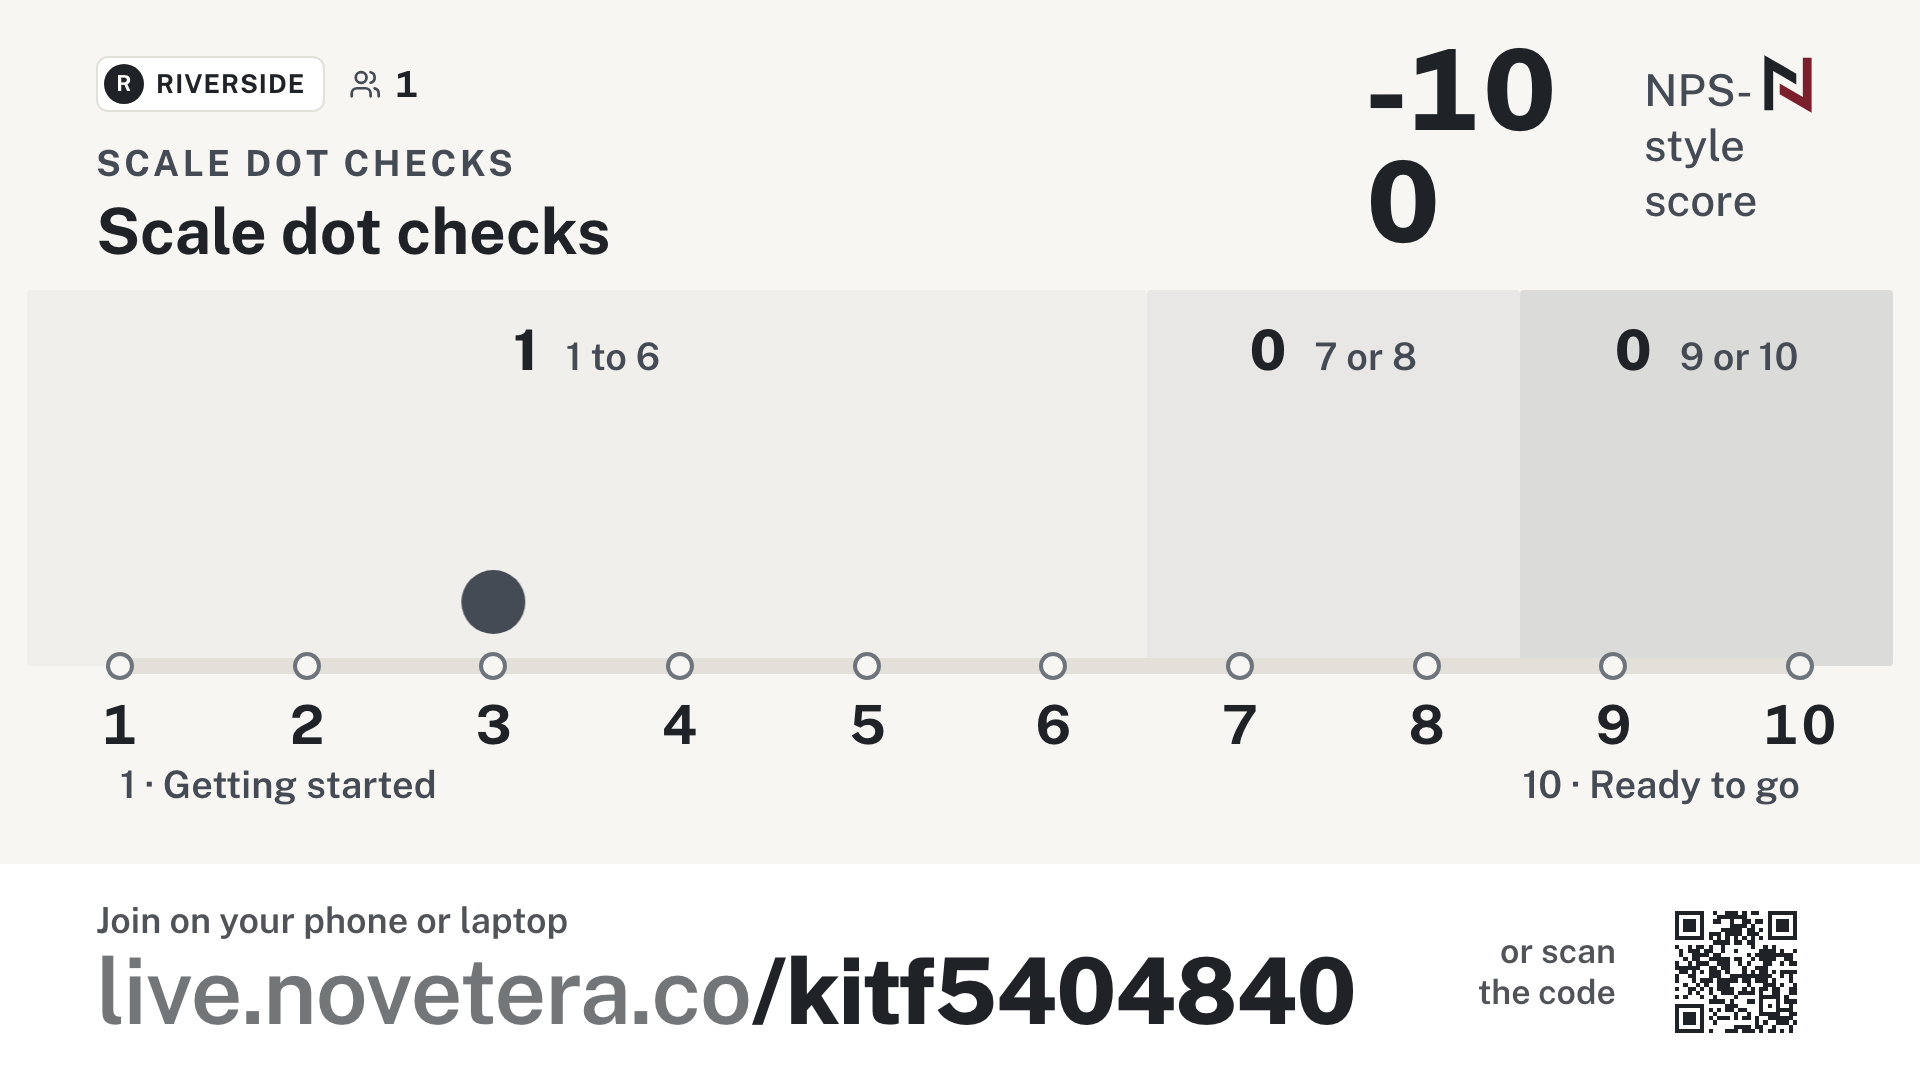 R RIVERSIDE 1
SCALE DOT CHECKS
Scale dot checks
-10
0
NPS-
style
score
1 1 to 6
0 7 or 8
0 9 or 10
1 2 3 4 5 6 7 8 9 10
1 · Getting started
10 · Ready to go
Join on your phone or laptop
live.novetera.co/kitf5404840
or scan
the code